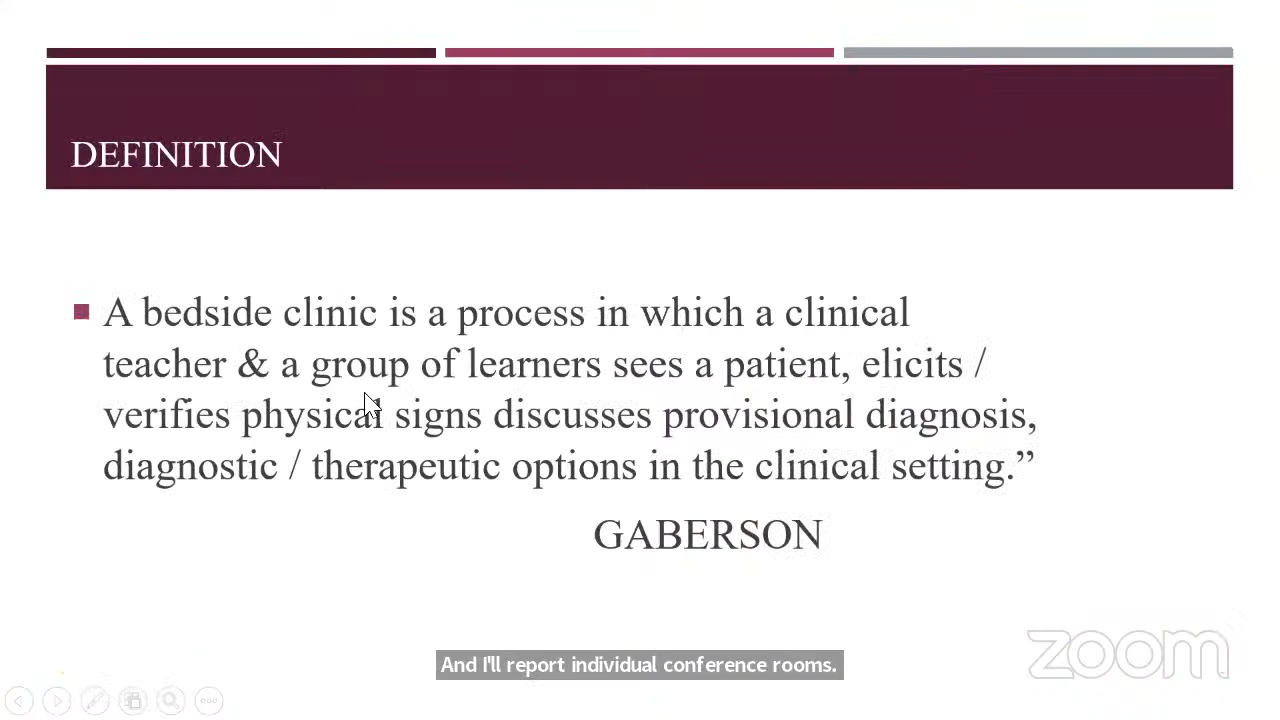 DEFINITION
A bedside clinic is a process in which a clinical
teacher & a group of learners sees a patient, elicits /
verifies physical signs discusses provisional diagnosis,
diagnostic / therapeutic options in the clinical setting.”
GABERSON
And I'll report individual conference rooms.
zoom